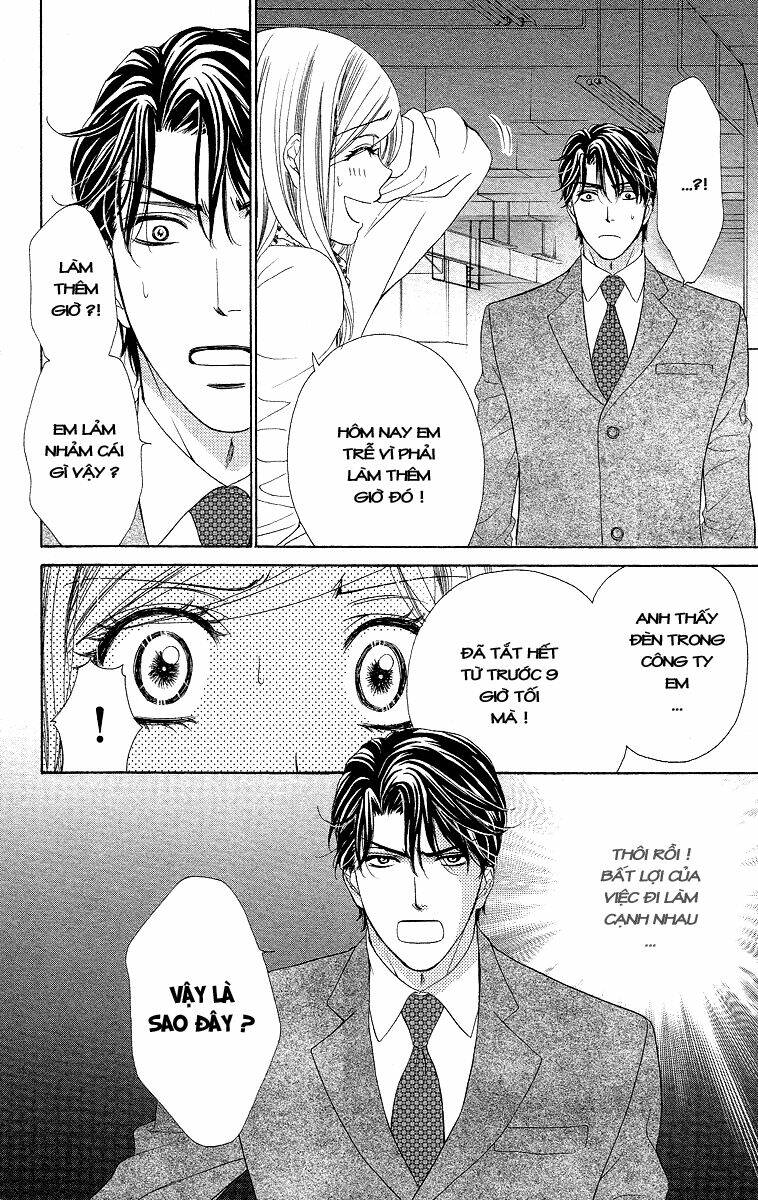 ...?!
HÔM NAY EM
TRỄ VÌ PHẢI
LÀM THÊM
GIỜ ĐÓ !
LÀM
THÊM
GIỜ ?!
EM LẢM
NHẢM CÁI
GÌ VẬY ?
ANH THẤY
ĐÈN TRONG
CÔNG TY
EM
...
ĐÃ TẮT HẾT
TỪ TRƯỚC 9
GIỜ TỐI
MÀ !
!
THÔI RỒI !
BẤT LỢI CỦA
VIỆC ĐI LÀM
CẠNH NHAU
...
VẬY LÀ
SAO ĐÂY ?